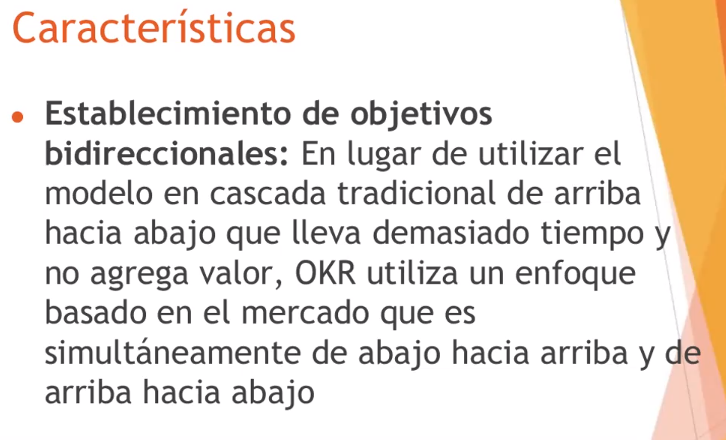 Características
• Establecimiento de objetivos
bidireccionales: En lugar de utilizar el
modelo en cascada tradicional de arriba
hacia abajo que lleva demasiado tiempo y
no agrega valor, OKR utiliza un enfoque
basado en el mercado que es
simultáneamente de abajo hacia arriba y de
arriba hacia abajo